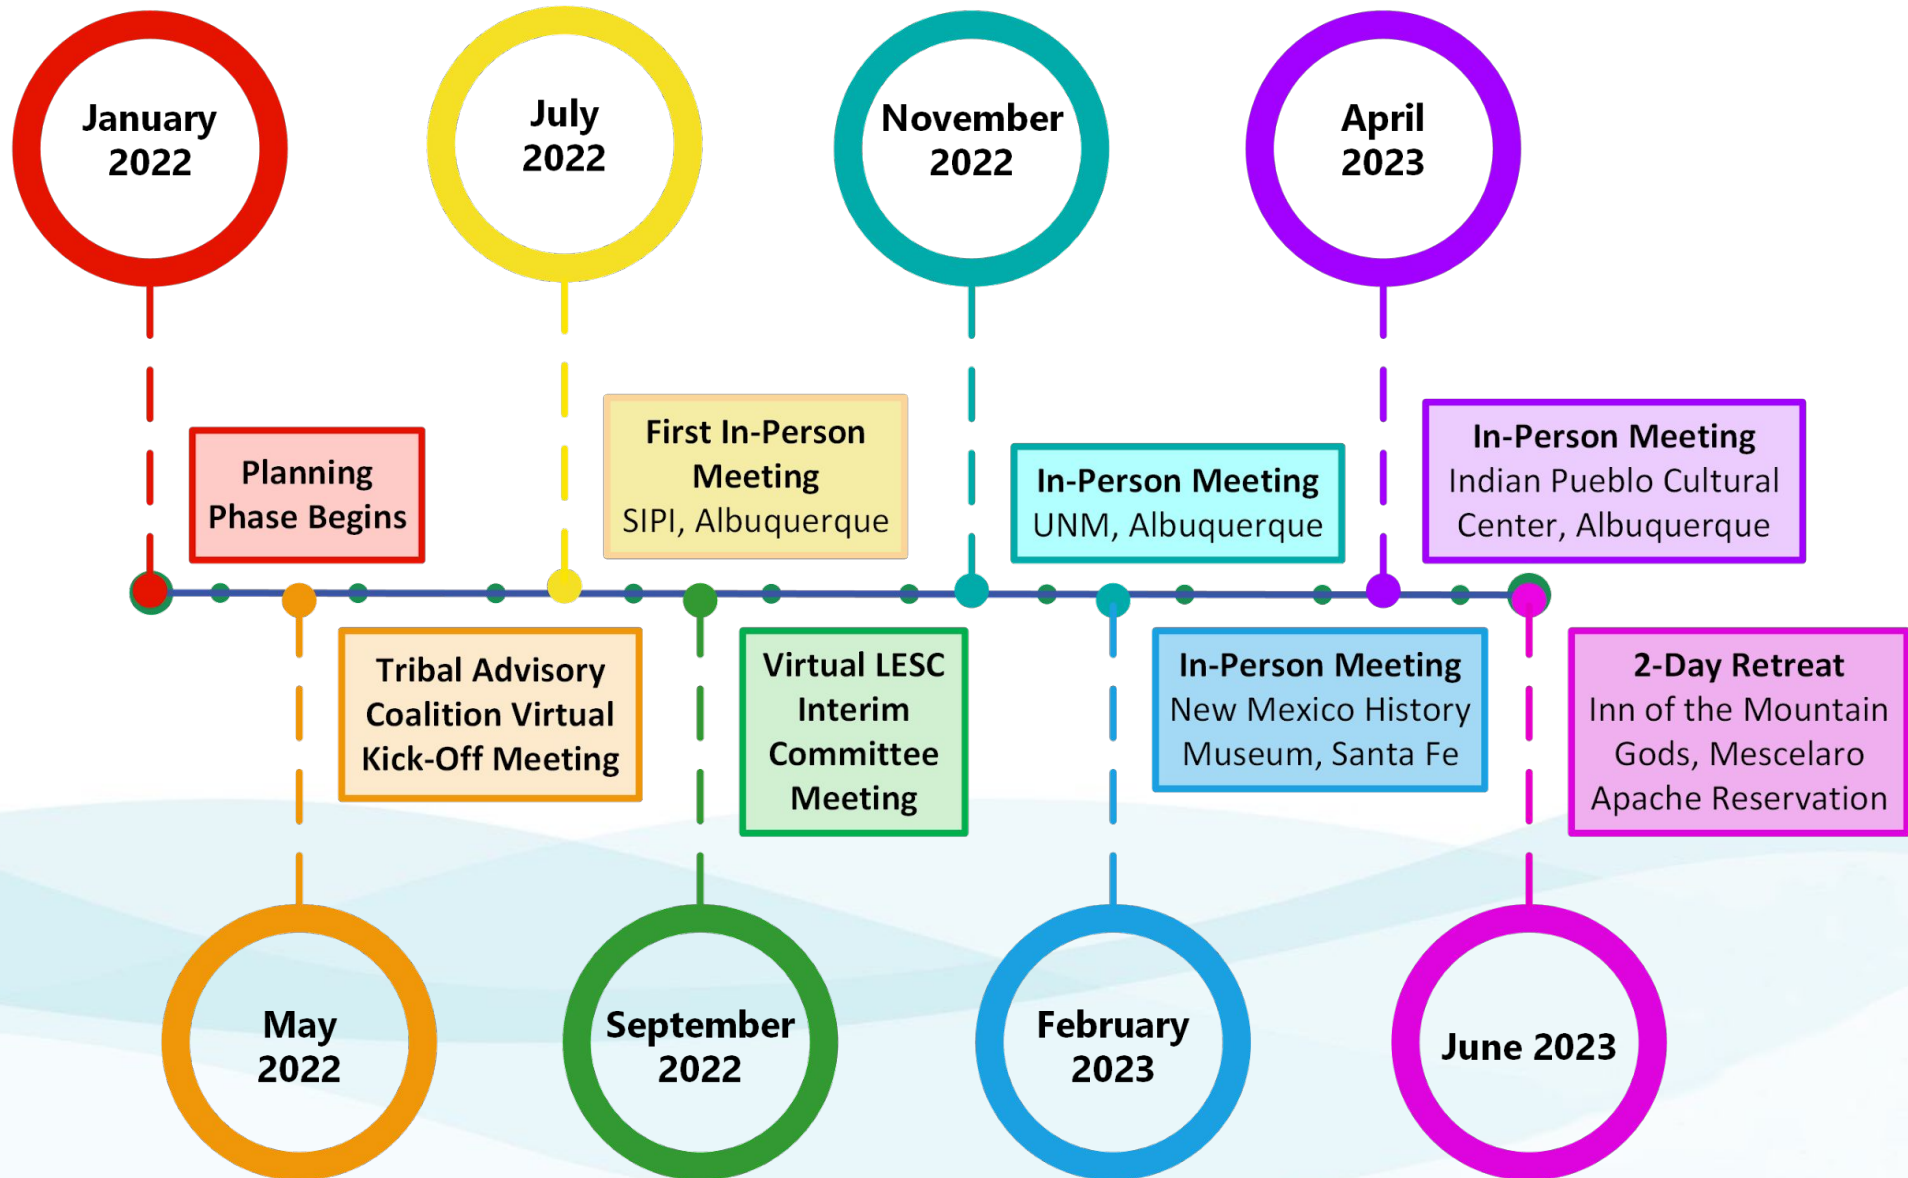 January
2022
July
2022
November
2022
April
2023
Planning
Phase Begins
First In-Person
Meeting
SIPI, Albuquerque
In-Person Meeting
UNM, Albuquerque
In-Person Meeting
Indian Pueblo Cultural
Center, Albuquerque
Tribal Advisory
Coalition Virtual
Kick-Off Meeting
Virtual LESC
Interim
Committee
Meeting
In-Person Meeting
New Mexico History
Museum, Santa Fe
2-Day Retreat
Inn of the Mountain
Gods, Mescelaro
Apache Reservation
May
2022
September
2022
February
2023
June 2023